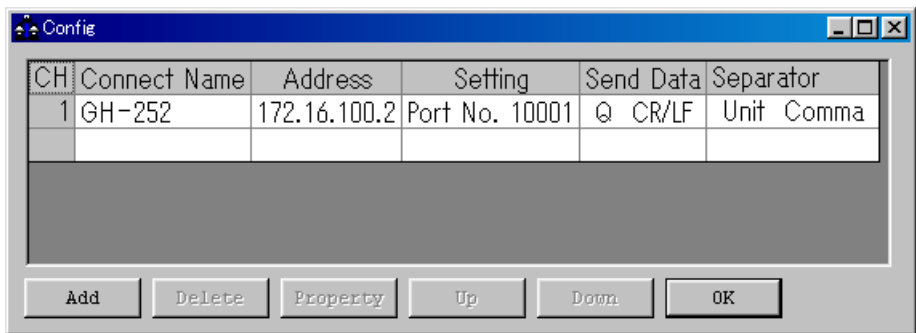 Config
CH Connect Name Address Setting Send Data Separator
1 GH-252 172.16.100.2 Port No. 10001 Q CR/LF Unit Comma
Add Delete Property Up Down OK